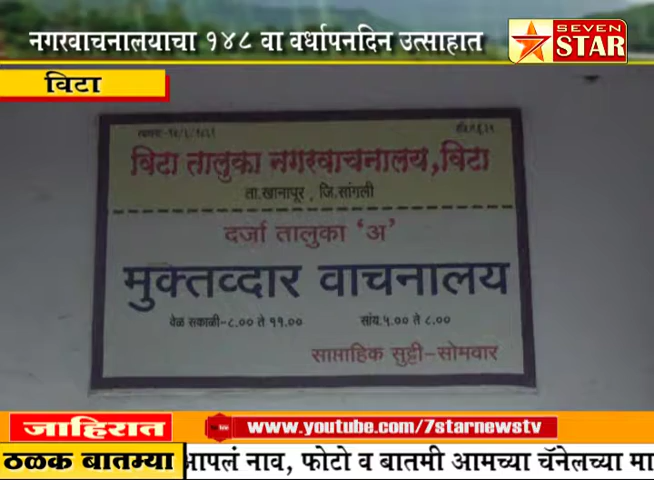 नगरवाचनालयाचा १४८ वा वर्धापनदिन उत्साहात
SEVEN
STAR
विटा
विटा तालुका नगरवाचनालय,विटा
ता.खानापूर , जि.सांगली
दर्जा तालुका 'अ'
मुक्तव्दार वाचनालय
वेळ सकाळी-८.०० ते ११.०० सांय.५.०० ते ८.००
साप्ताहिक सुट्टी-सोमवार
जाहिरात www.youtube.com/7starnewstv
ठळक बातम्या आपलं नाव, फोटो व बातमी आमच्या चॅनेलच्या मा